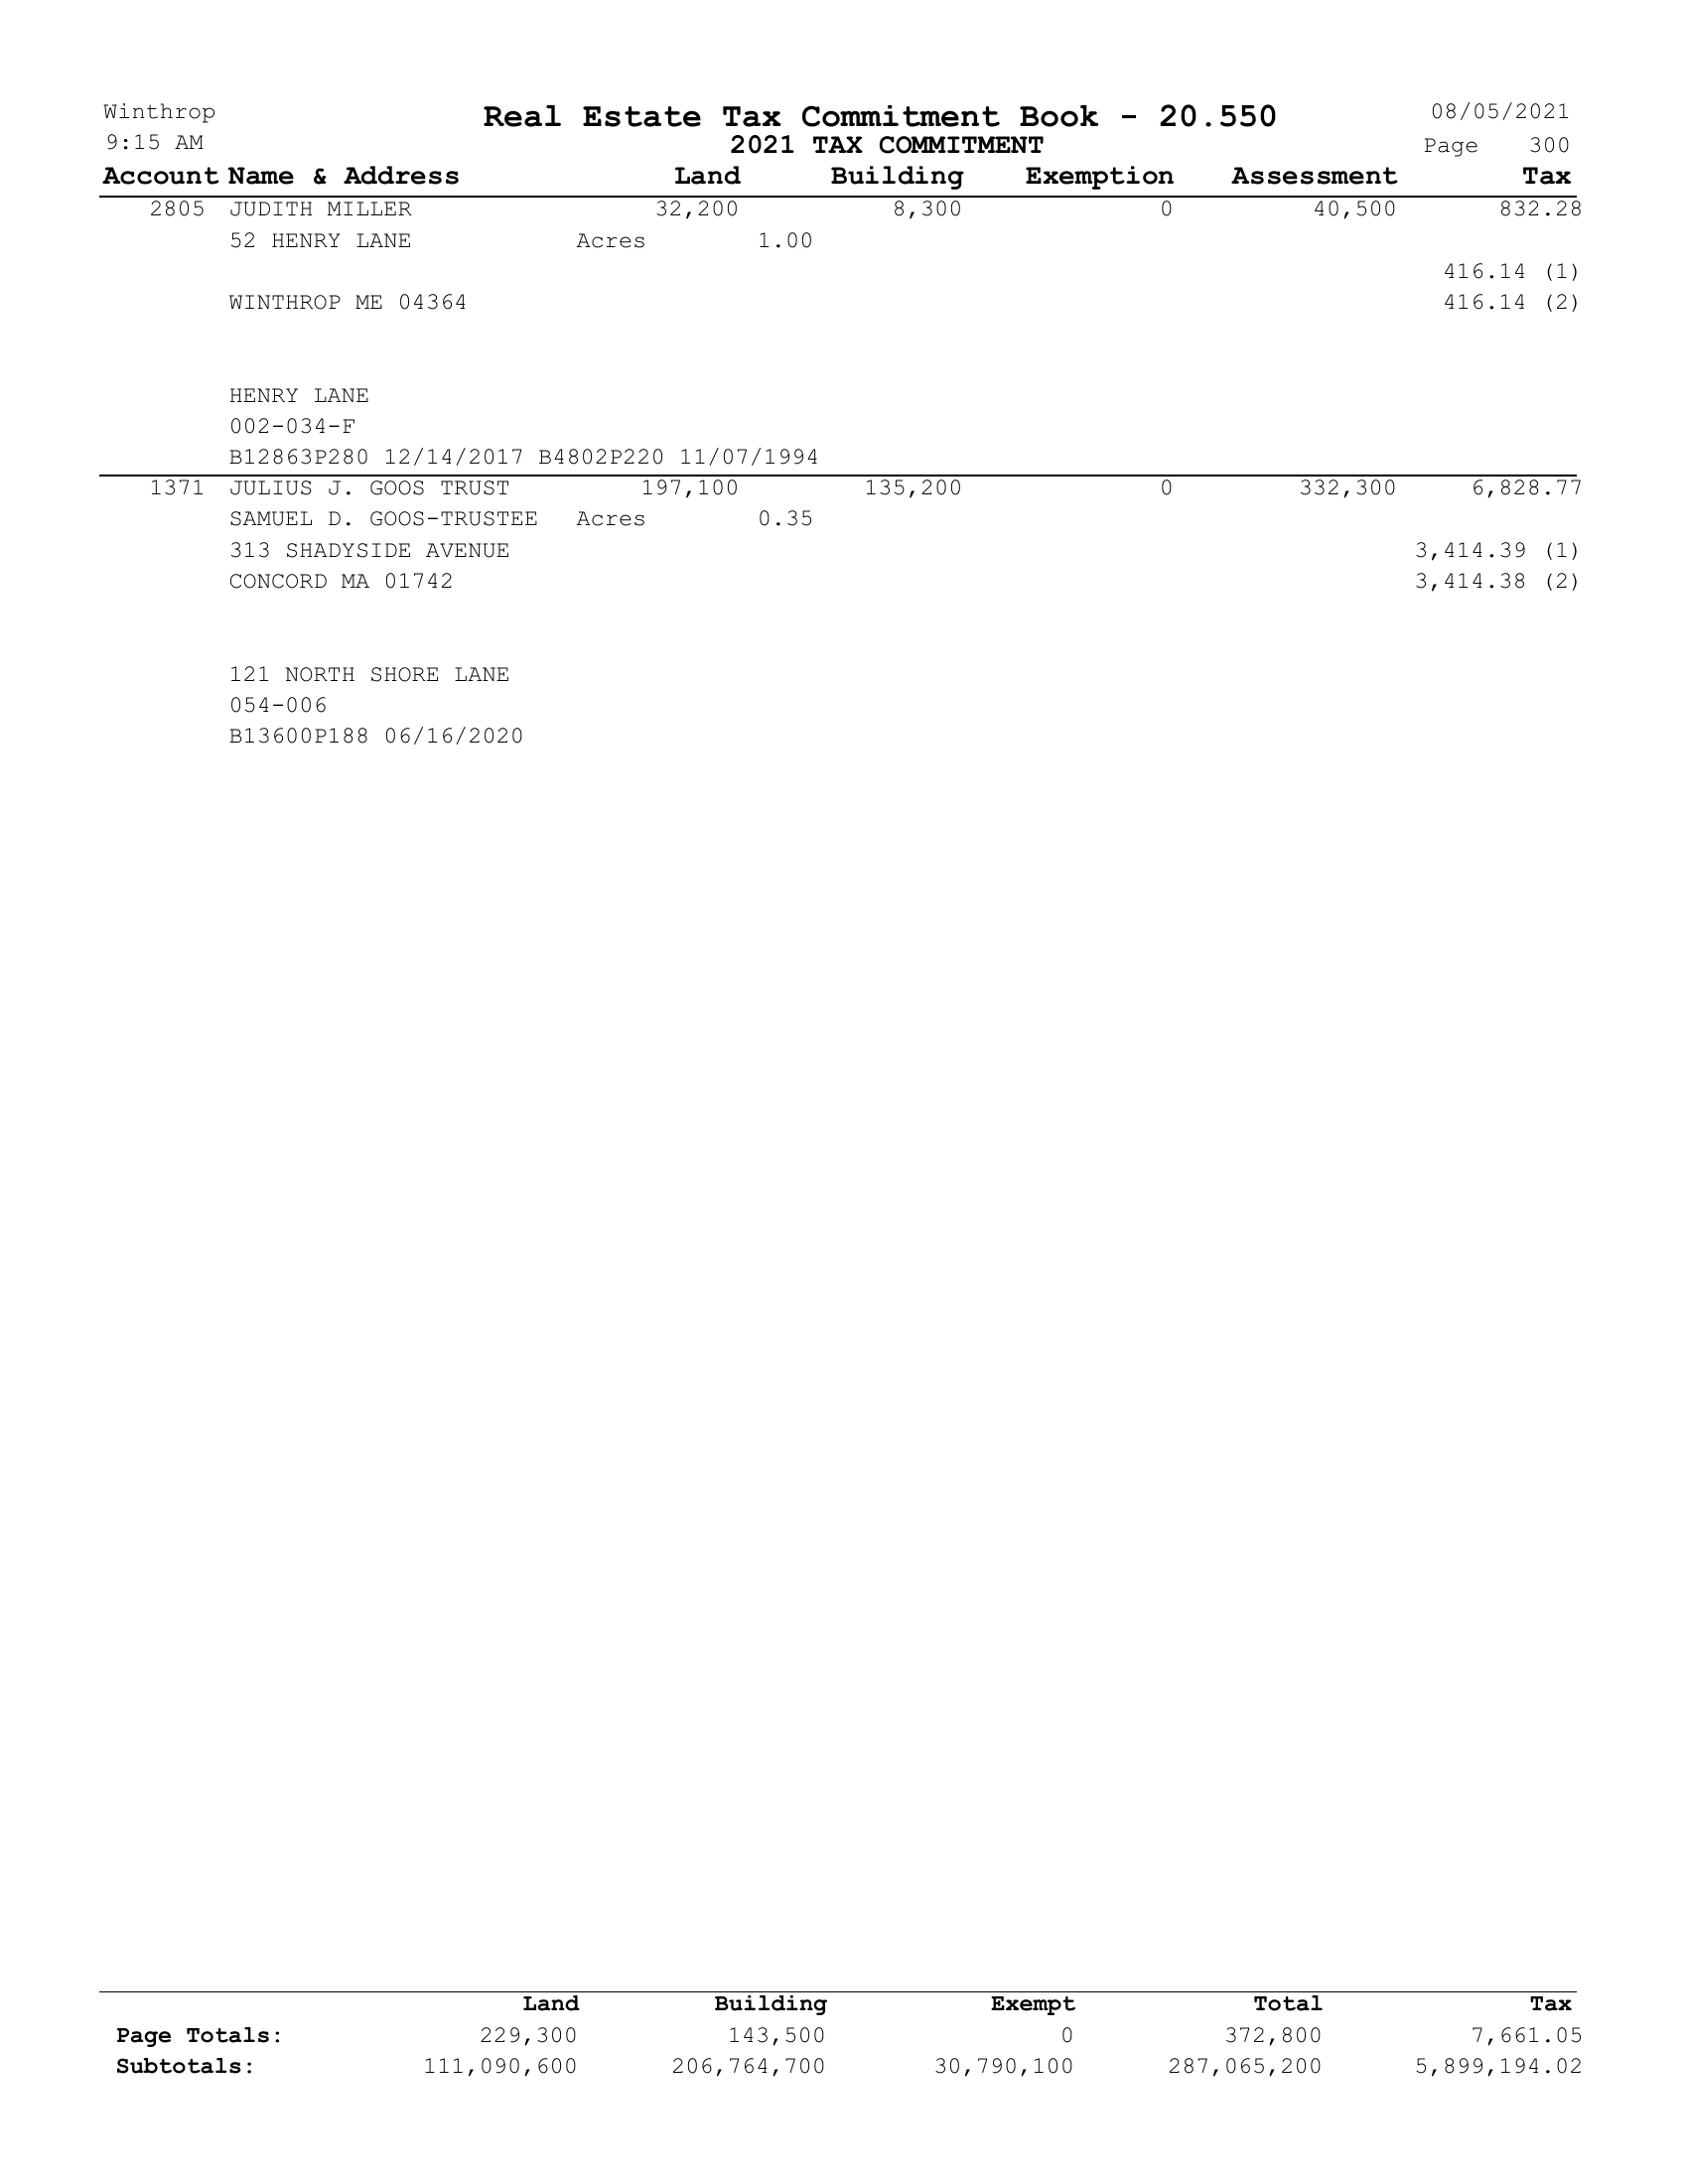 Winthrop Real Estate Tax Commitment Book - 20.550 08/05/2021
9:15 AM 2021 TAX COMMITMENT Page 300
Account Name & Address Land Building Exemption Assessment Tax
2805 JUDITH MILLER 32,200 8,300 0 40,500 832.28
52 HENRY LANE Acres 1.00
416.14 (1)
WINTHROP ME 04364 416.14 (2)
HENRY LANE
002-034-F
B12863P280 12/14/2017 B4802P220 11/07/1994
1371 JULIUS J. GOOS TRUST 197,100 135,200 0 332,300 6,828.77
SAMUEL D. GOOS-TRUSTEE Acres 0.35
313 SHADYSIDE AVENUE 3,414.39 (1)
CONCORD MA 01742 3,414.38 (2)
121 NORTH SHORE LANE
054-006
B13600P188 06/16/2020
Land Building Exempt Total Tax
Page Totals: 229,300 143,500 0 372,800 7,661.05
Subtotals: 111,090,600 206,764,700 30,790,100 287,065,200 5,899,194.02